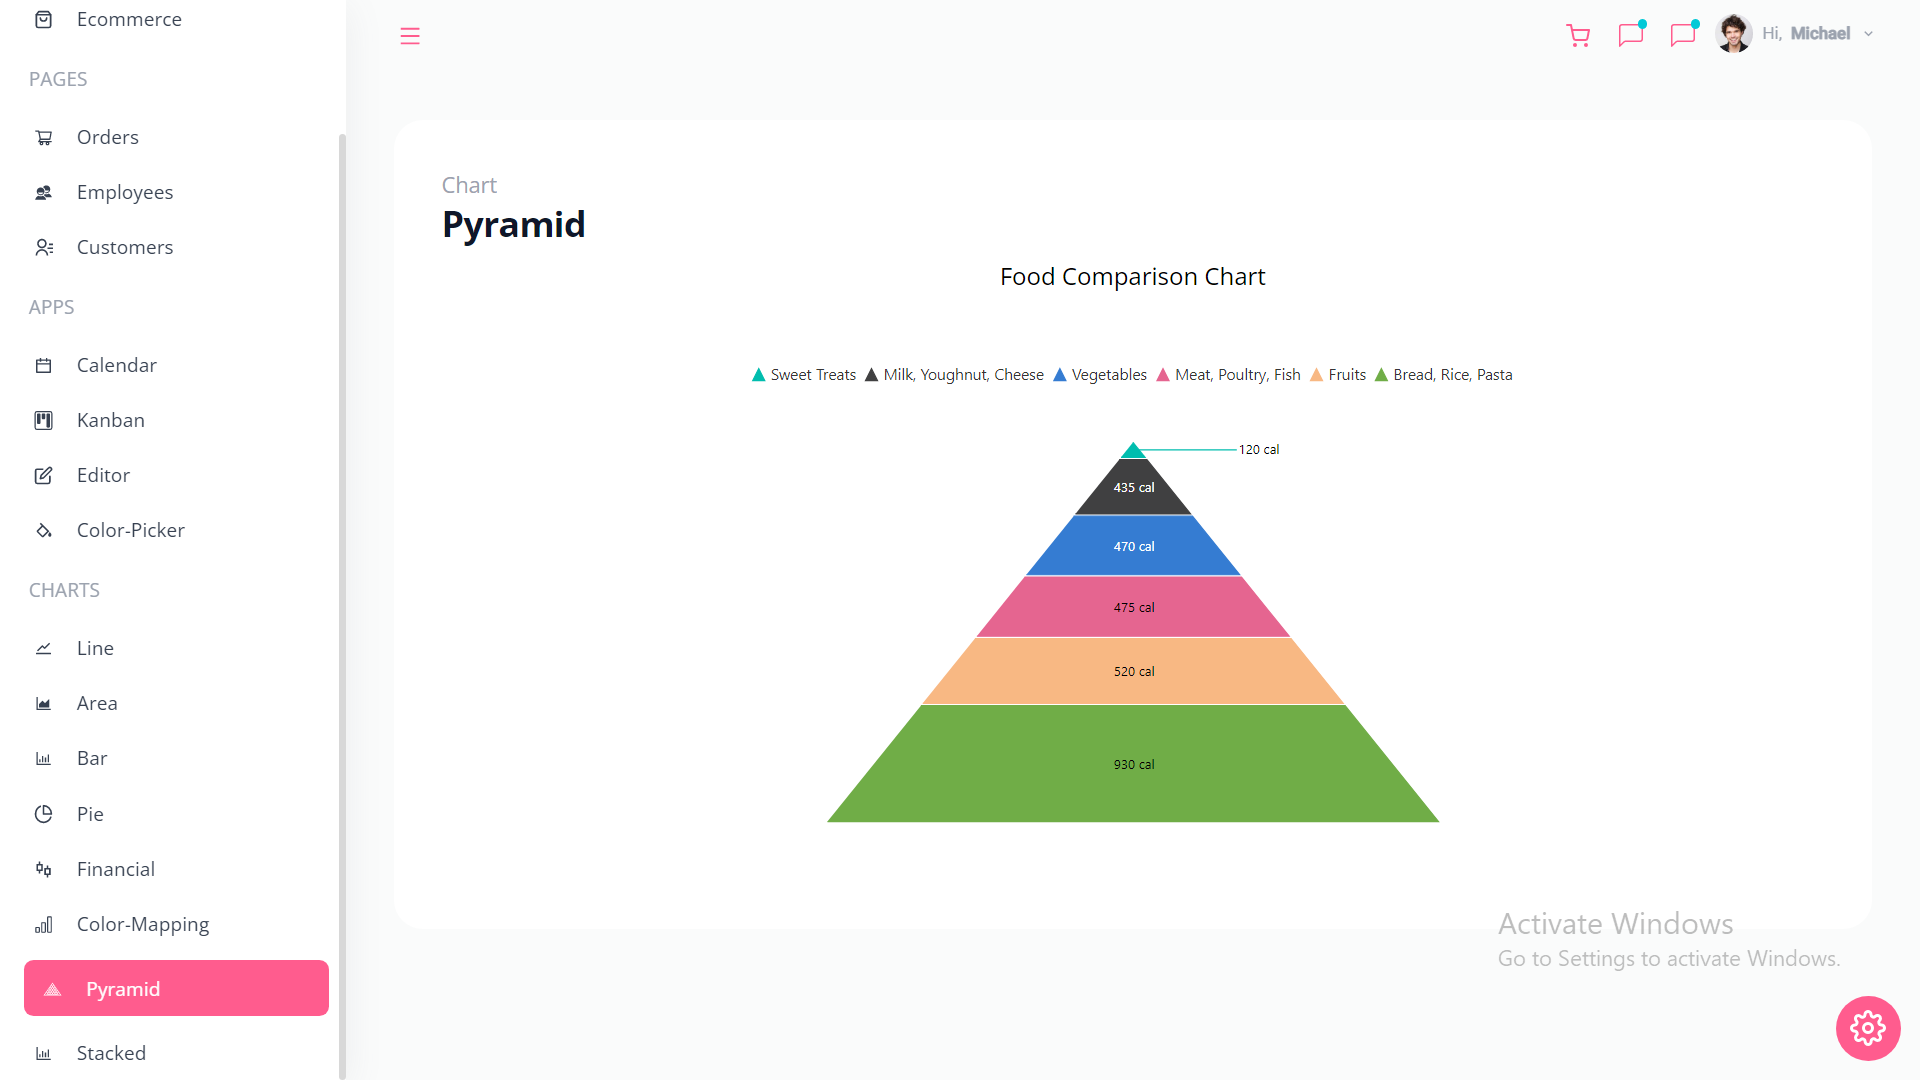 Ecommerce
PAGES
Orders
Employees
Customers
APPS
Calendar
Kanban
Editor
Color-Picker
CHARTS
Line
Area
Bar
Pie
Financial
Color-Mapping
Pyramid
Stacked
Hi, Michael
Chart
Pyramid
Food Comparison Chart
Sweet Treats Milk, Youghnut, Cheese Vegetables Meat, Poultry, Fish Fruits Bread, Rice, Pasta
120 cal
435 cal
470 cal
475 cal
520 cal
930 cal
Activate Windows
Go to Settings to activate Windows.